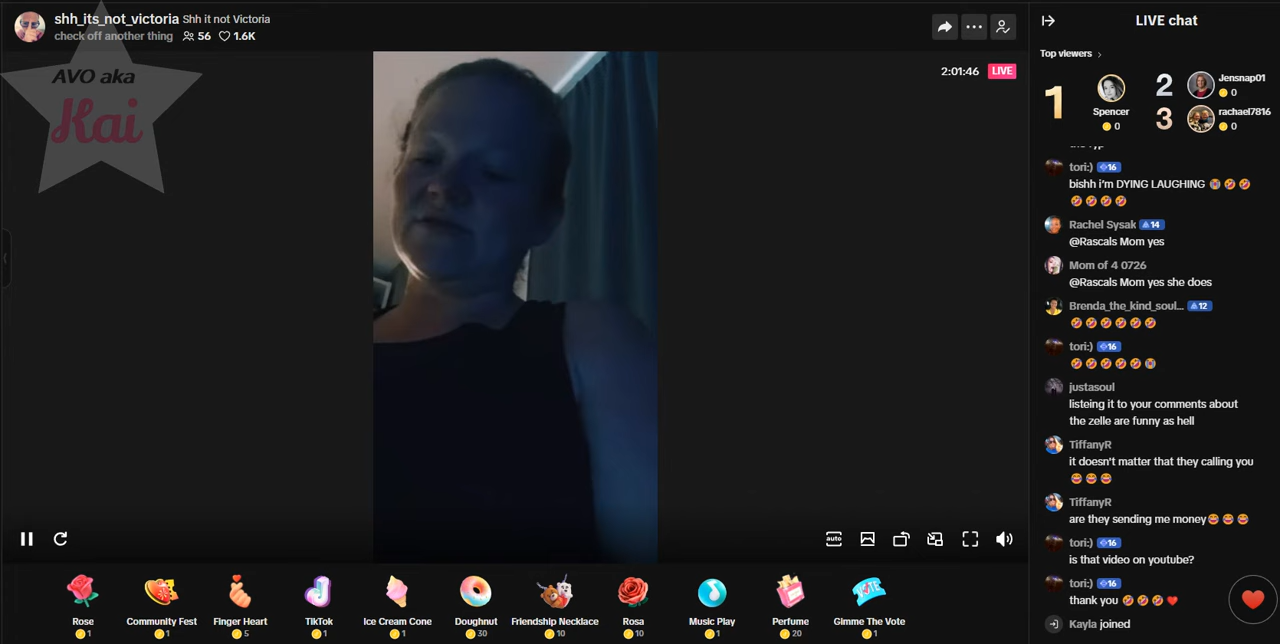 shh_its_not_victoria Shh it not Victoria
check off another thing 56 1.6K
AVO aka
Kai
2:01:46 LIVE
LIVE chat
Top viewers
1
Spencer
0
2
Jensnap01
0
3
rachael7816
0
tori:) 16
bishh i'm DYING LAUGHING 😭🤣🤣
🤣🤣🤣🤣
Rachel Sysak 14
@Rascals Mom yes
Mom of 4 0726
@Rascals Mom yes she does
Brenda_the_kind_soul... 12
🤣🤣🤣🤣🤣🤣
tori:) 16
🤣🤣🤣🤣🤣😭
justasoul
listeing it to your comments about
the zelle are funny as hell
TiffanyR
it doesn't matter that they calling you
😂😂😂
TiffanyR
are they sending me money😂😂😂
tori:) 16
is that video on youtube?
tori:) 16
thank you 🤣🤣🤣❤️
Kayla joined
auto
Rose
1
Community Fest
1
Finger Heart
5
TikTok
1
Ice Cream Cone
1
Doughnut
30
Friendship Necklace
10
Rosa
10
Music Play
1
Perfume
20
VOTE
Gimme The Vote
1